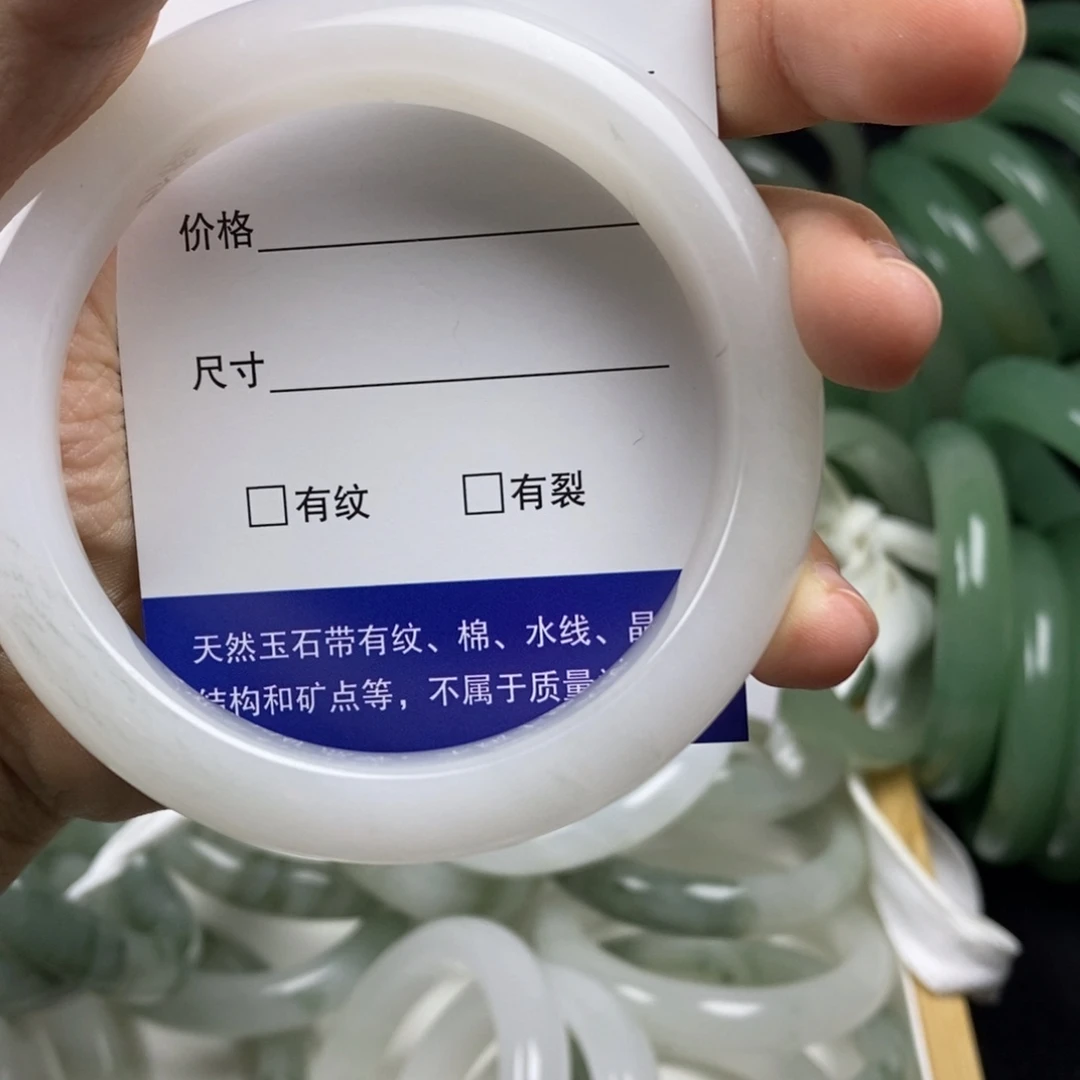 价格
尺寸
□有纹 □有裂
天然玉石带有纹、棉、水线、晶
结构和矿点等，不属于质量